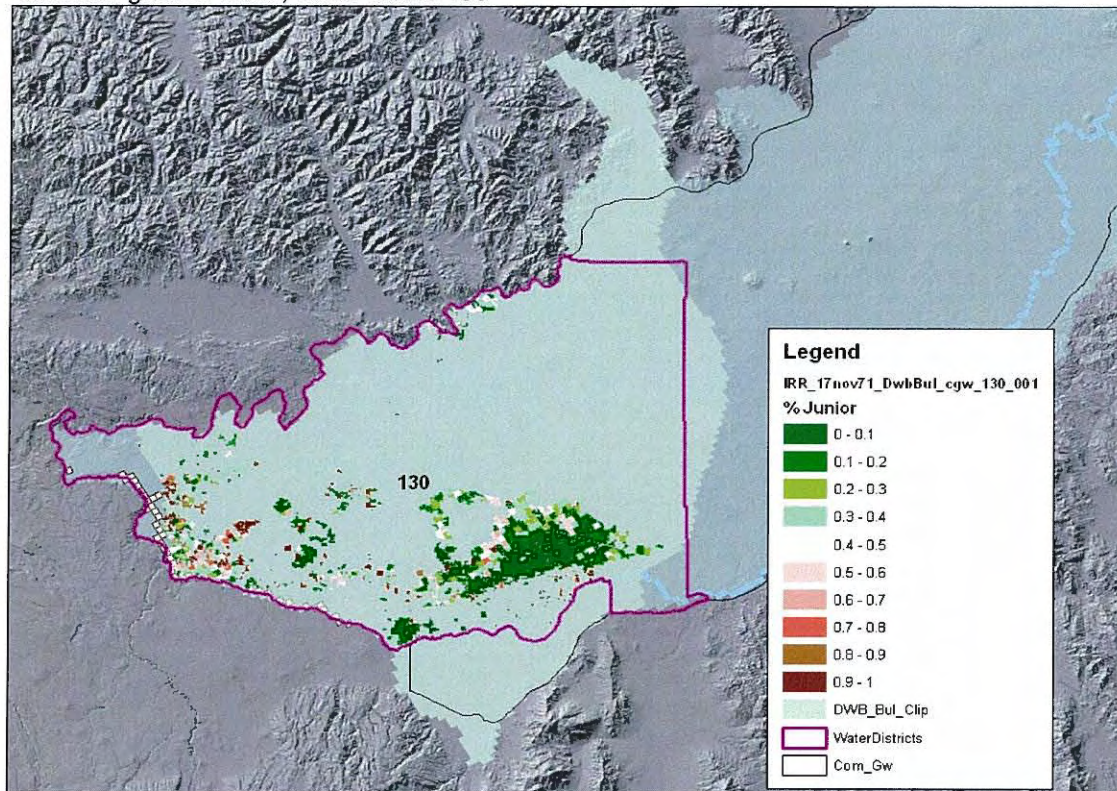 130
Legend
IRR_17nov71_DwbBul_cgw_130_001
% Junior
0 - 0.1
0.1 - 0.2
0.2 - 0.3
0.3 - 0.4
0.4 - 0.5
0.5 - 0.6
0.6 - 0.7
0.7 - 0.8
0.8 - 0.9
0.9 - 1
DWB_Bul_Clip
WaterDistricts
Com_Gw